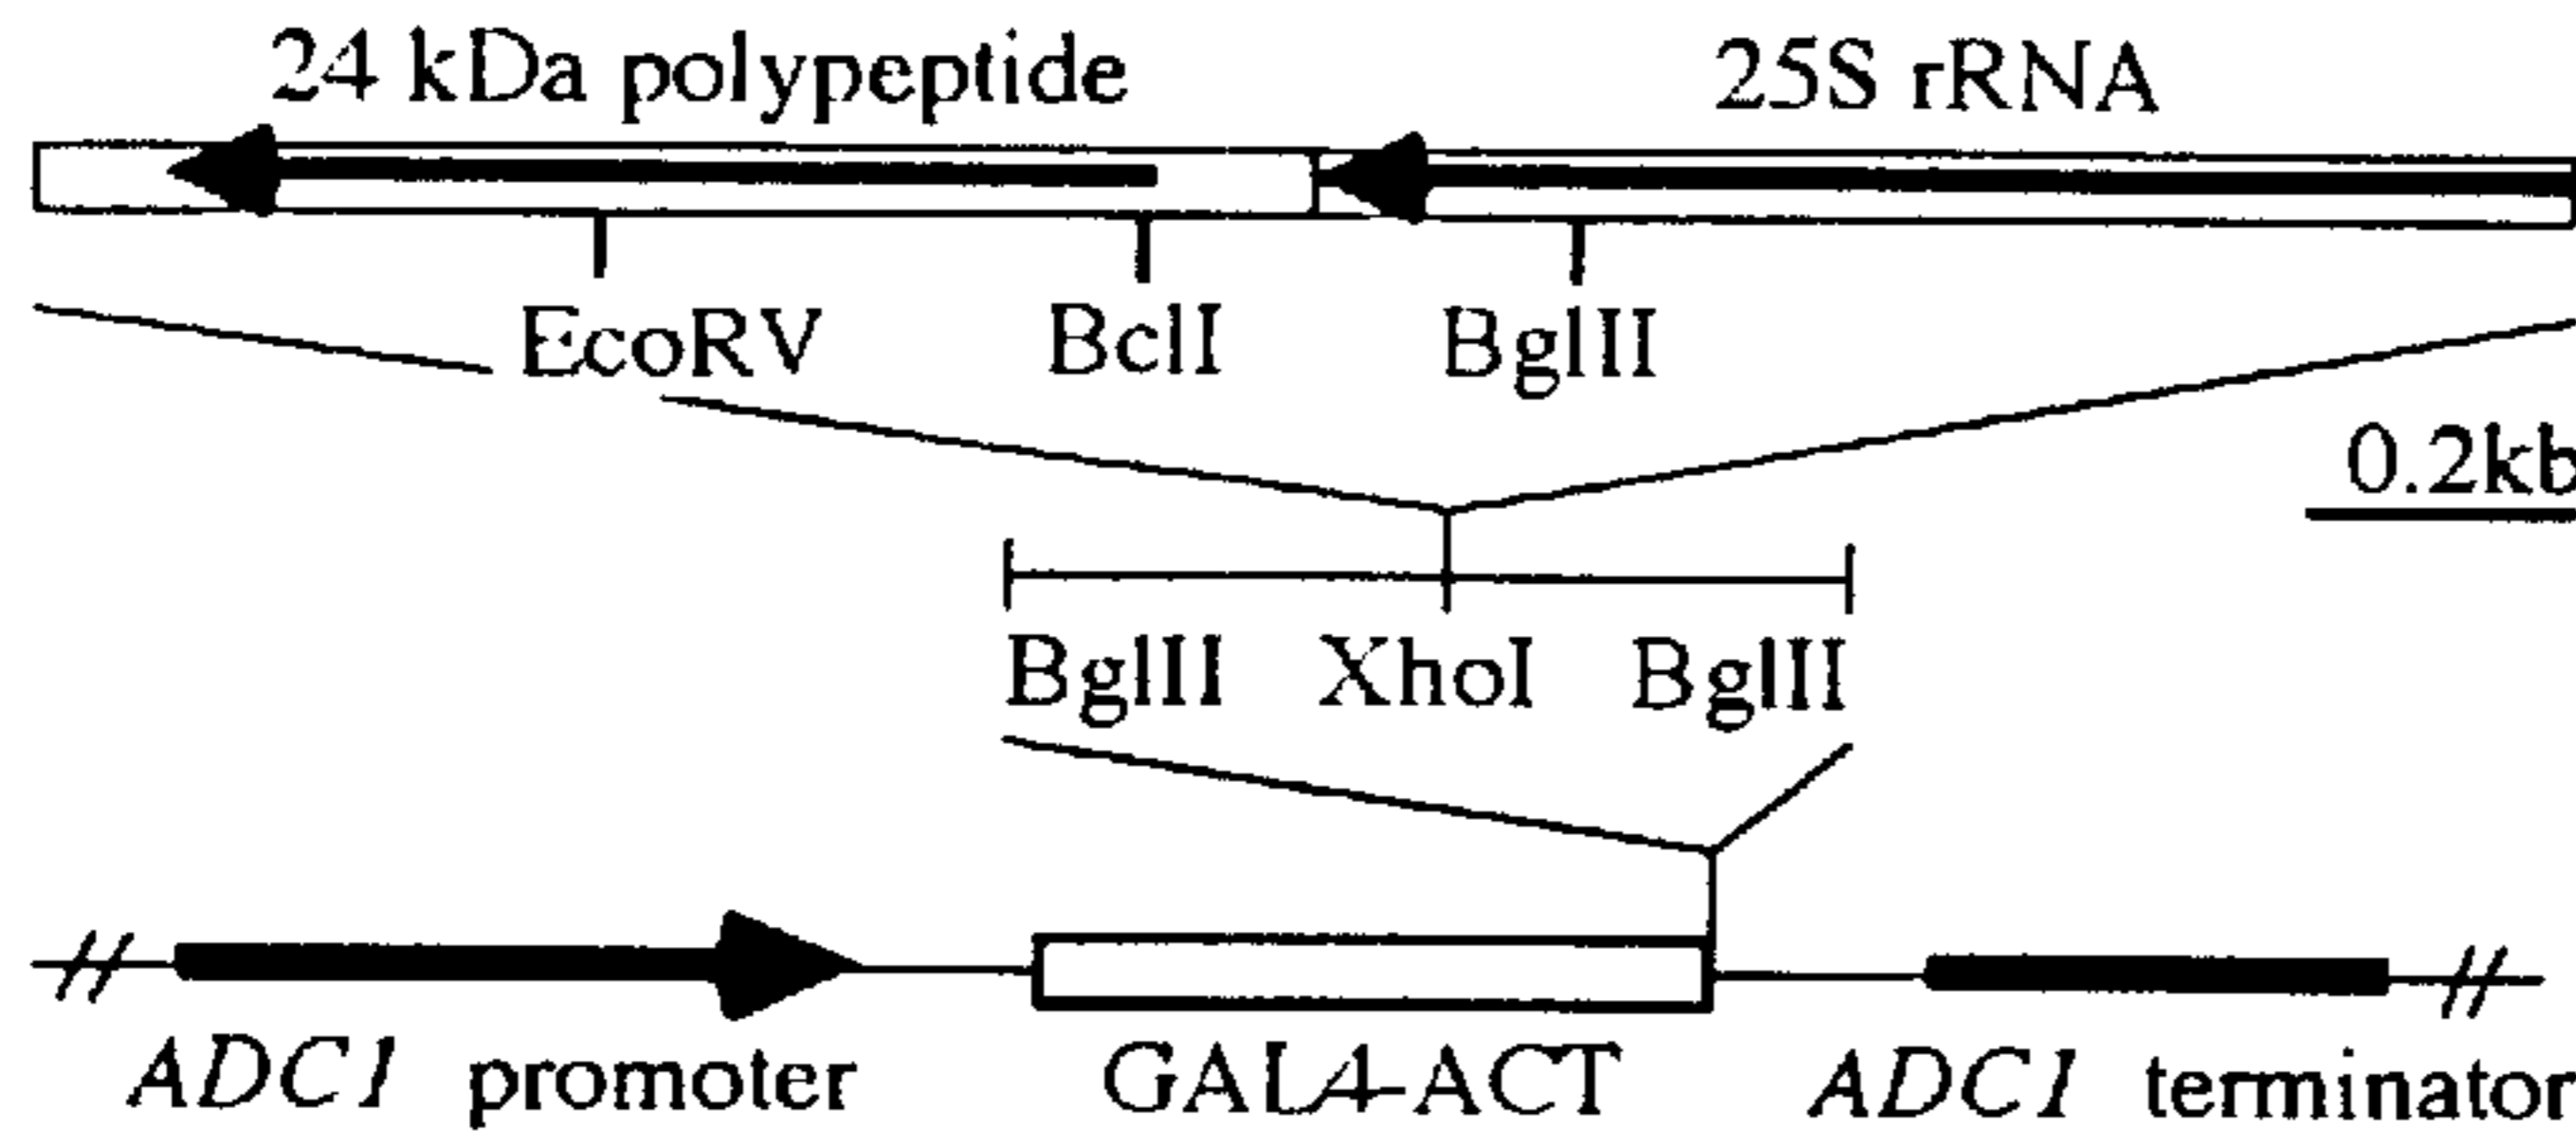 24 kDa polypeptide 25S rRNA
EcoRV BclI BglII
0.2kb
BglII XhoI BglII
ADC1 promoter GAL4-ACT ADC1 terminator